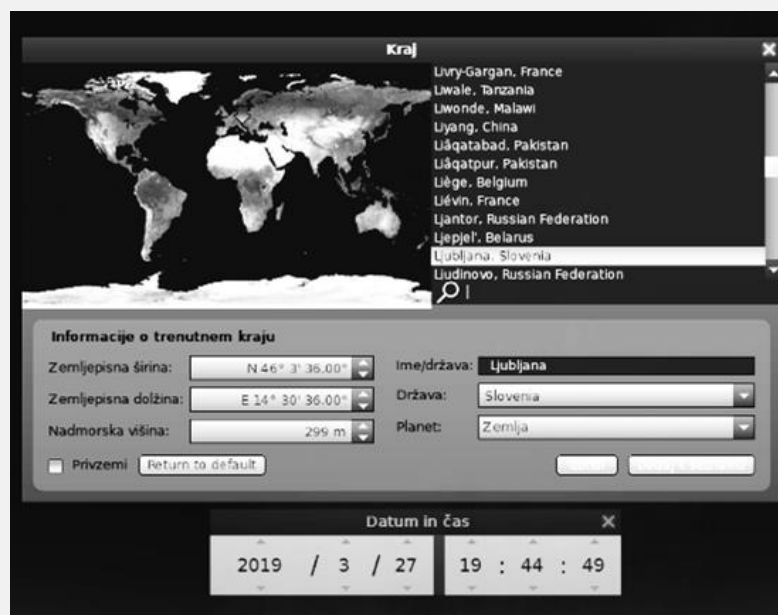 Kraj
Livry-Gargan, France
Liwale, Tanzania
Liwonde, Malawi
Liyang, China
Liāqatabad, Pakistan
Liāqatpur, Pakistan
Liège, Belgium
Liévin, France
Ljantor, Russian Federation
Ljepjel', Belarus
Ljubljana, Slovenia
Ljudinovo, Russian Federation
Informacije o trenutnem kraju
Zemljepisna širina: N 46° 3' 36.00"
Ime/država: Ljubljana
Zemljepisna dolžina: E 14° 30' 36.00"
Država: Slovenia
Nadmorska višina: 299 m
Planet: Zemlja
Privzemi Return to default
Datum in čas
2019 / 3 / 27 19 : 44 : 49